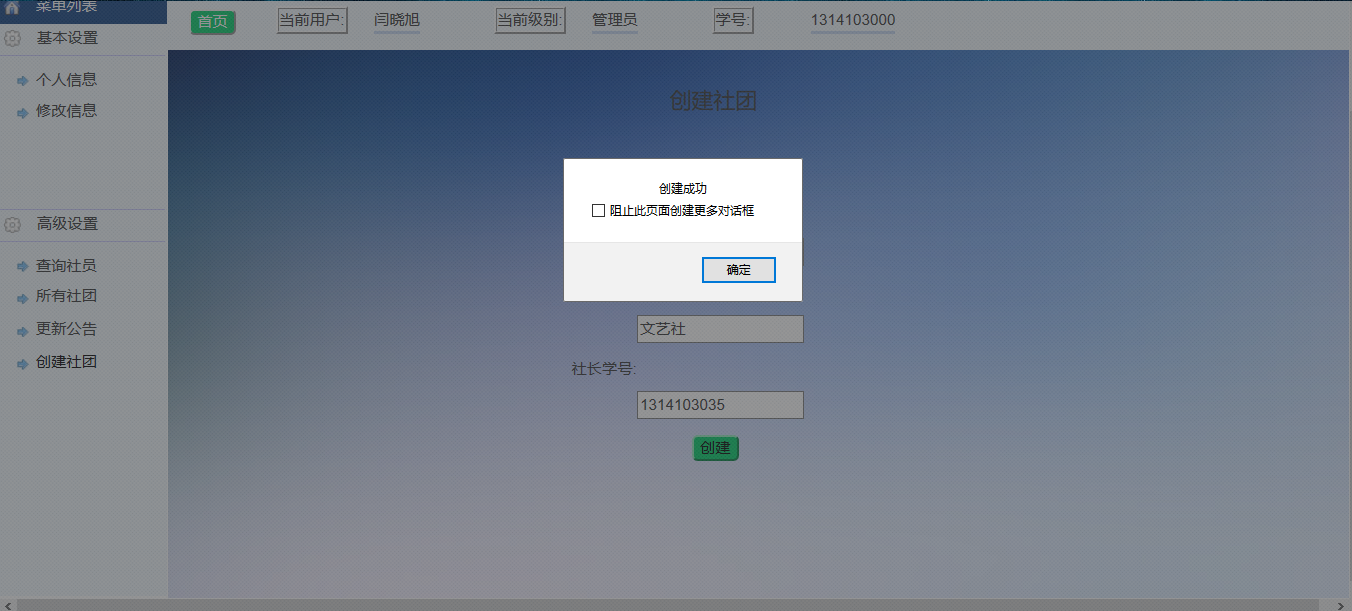 菜单列表
首页 当前用户: 闫晓旭 当前级别: 管理员 学号: 1314103000
基本设置
个人信息
修改信息
高级设置
查询社员
所有社团
更新公告
创建社团
创建社团
创建成功
阻止此页面创建更多对话框
确定
文艺社
社长学号:
1314103035
创建